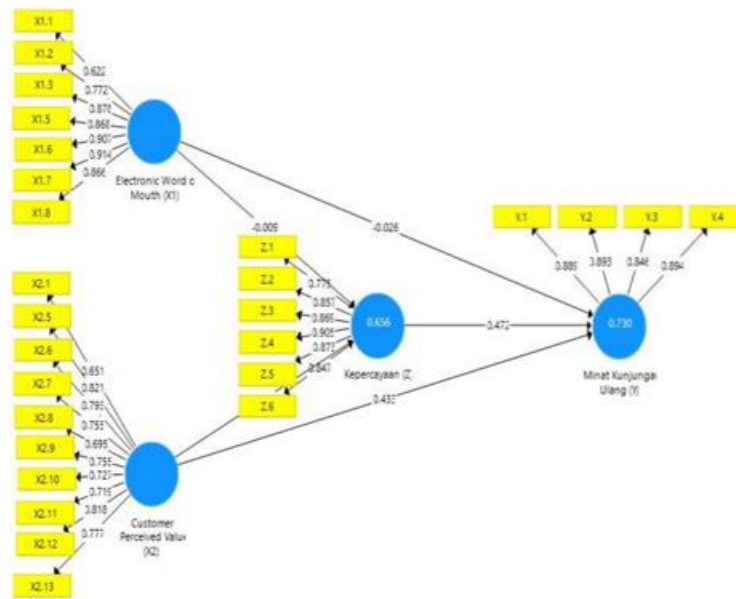 X1.1
X1.2
X1.3
X1.5
X1.6
X1.7
X1.8
0.622
0.772
0.878
0.868
0.907
0.914
0.866
Electronic Word o
Mouth (X1)
-0.009
-0.026
Y.1
Y.2
Y.3
Y.4
0.889
0.893
0.846
0.894
Z.1
Z.2
Z.3
Z.4
Z.5
Z.6
0.775
0.857
0.869
0.905
0.873
0.847
0.656
Kepercayaan (Z)
0.472
0.730
Minat Kunjungan
Ulang (Y)
0.433
X2.1
X2.5
X2.6
X2.7
X2.8
X2.9
X2.10
X2.11
X2.12
X2.13
0.651
0.821
0.795
0.755
0.695
0.755
0.727
0.715
0.818
0.777
Customer
Perceived Value
(X2)